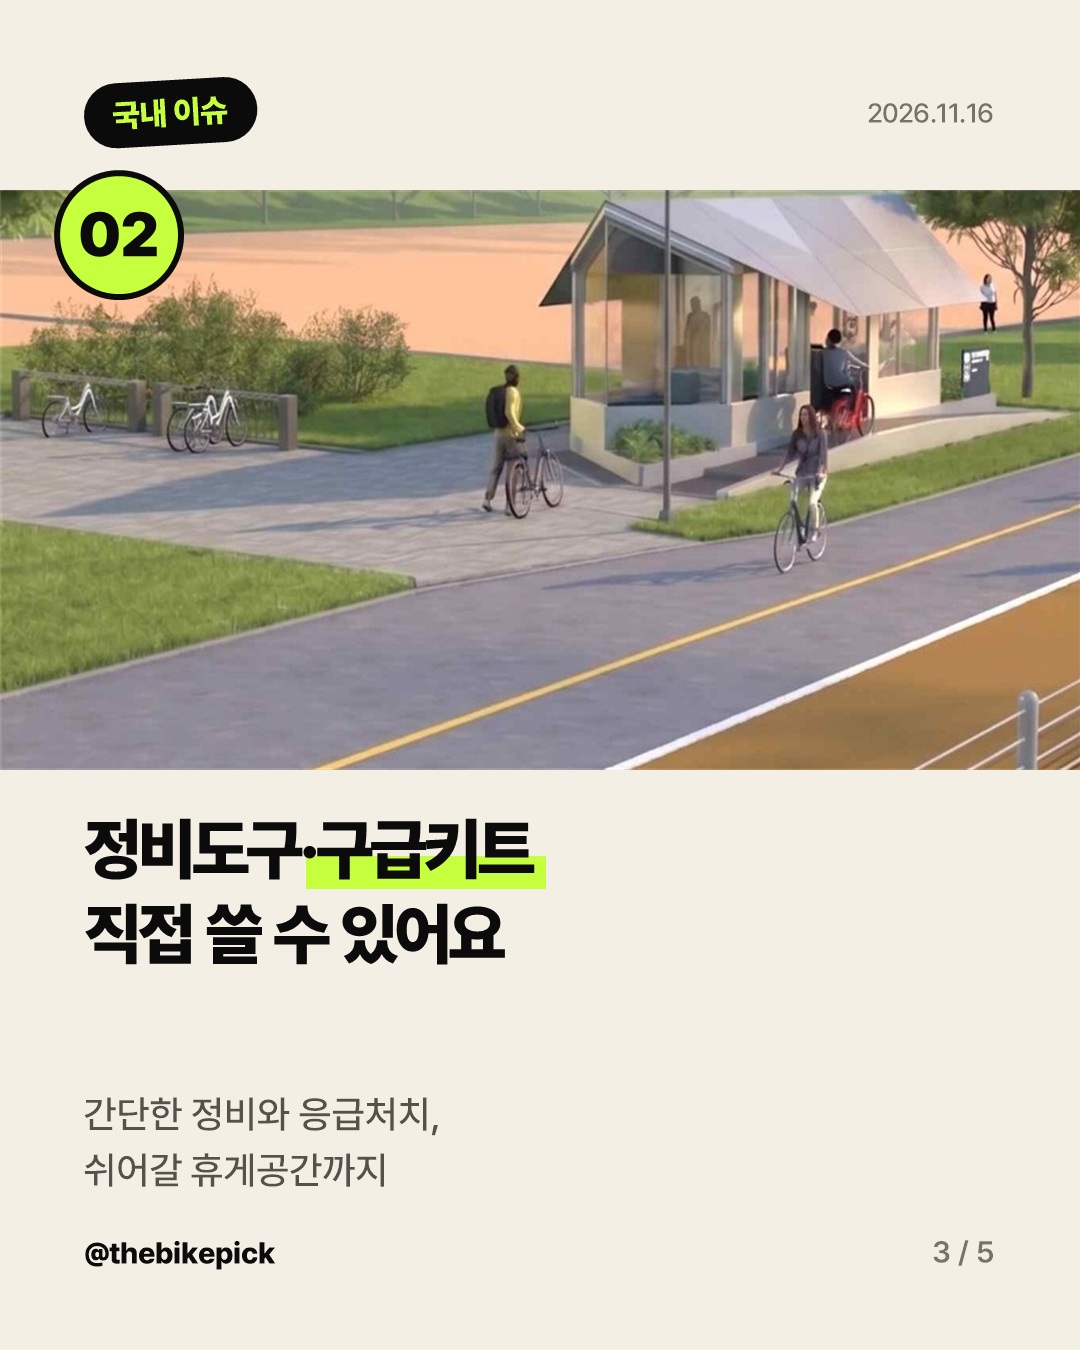 국내 이슈
2026.11.16
02
정비도구·구급키트
직접 쓸 수 있어요
간단한 정비와 응급처치,
쉬어갈 휴게공간까지
@thebikepick
3 / 5